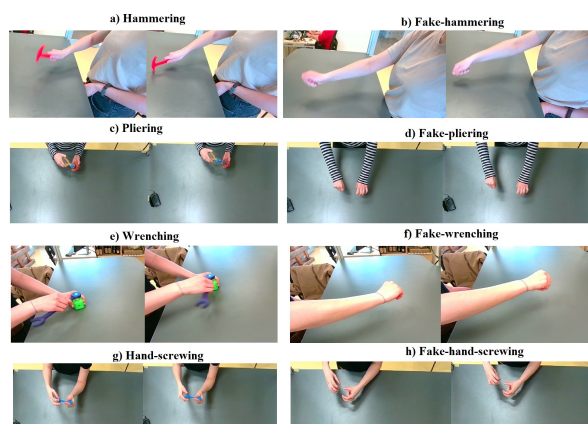 a) Hammering
b) Fake-hammering
c) Pliering
d) Fake-pliering
e) Wrenching
f) Fake-wrenching
g) Hand-screwing
h) Fake-hand-screwing